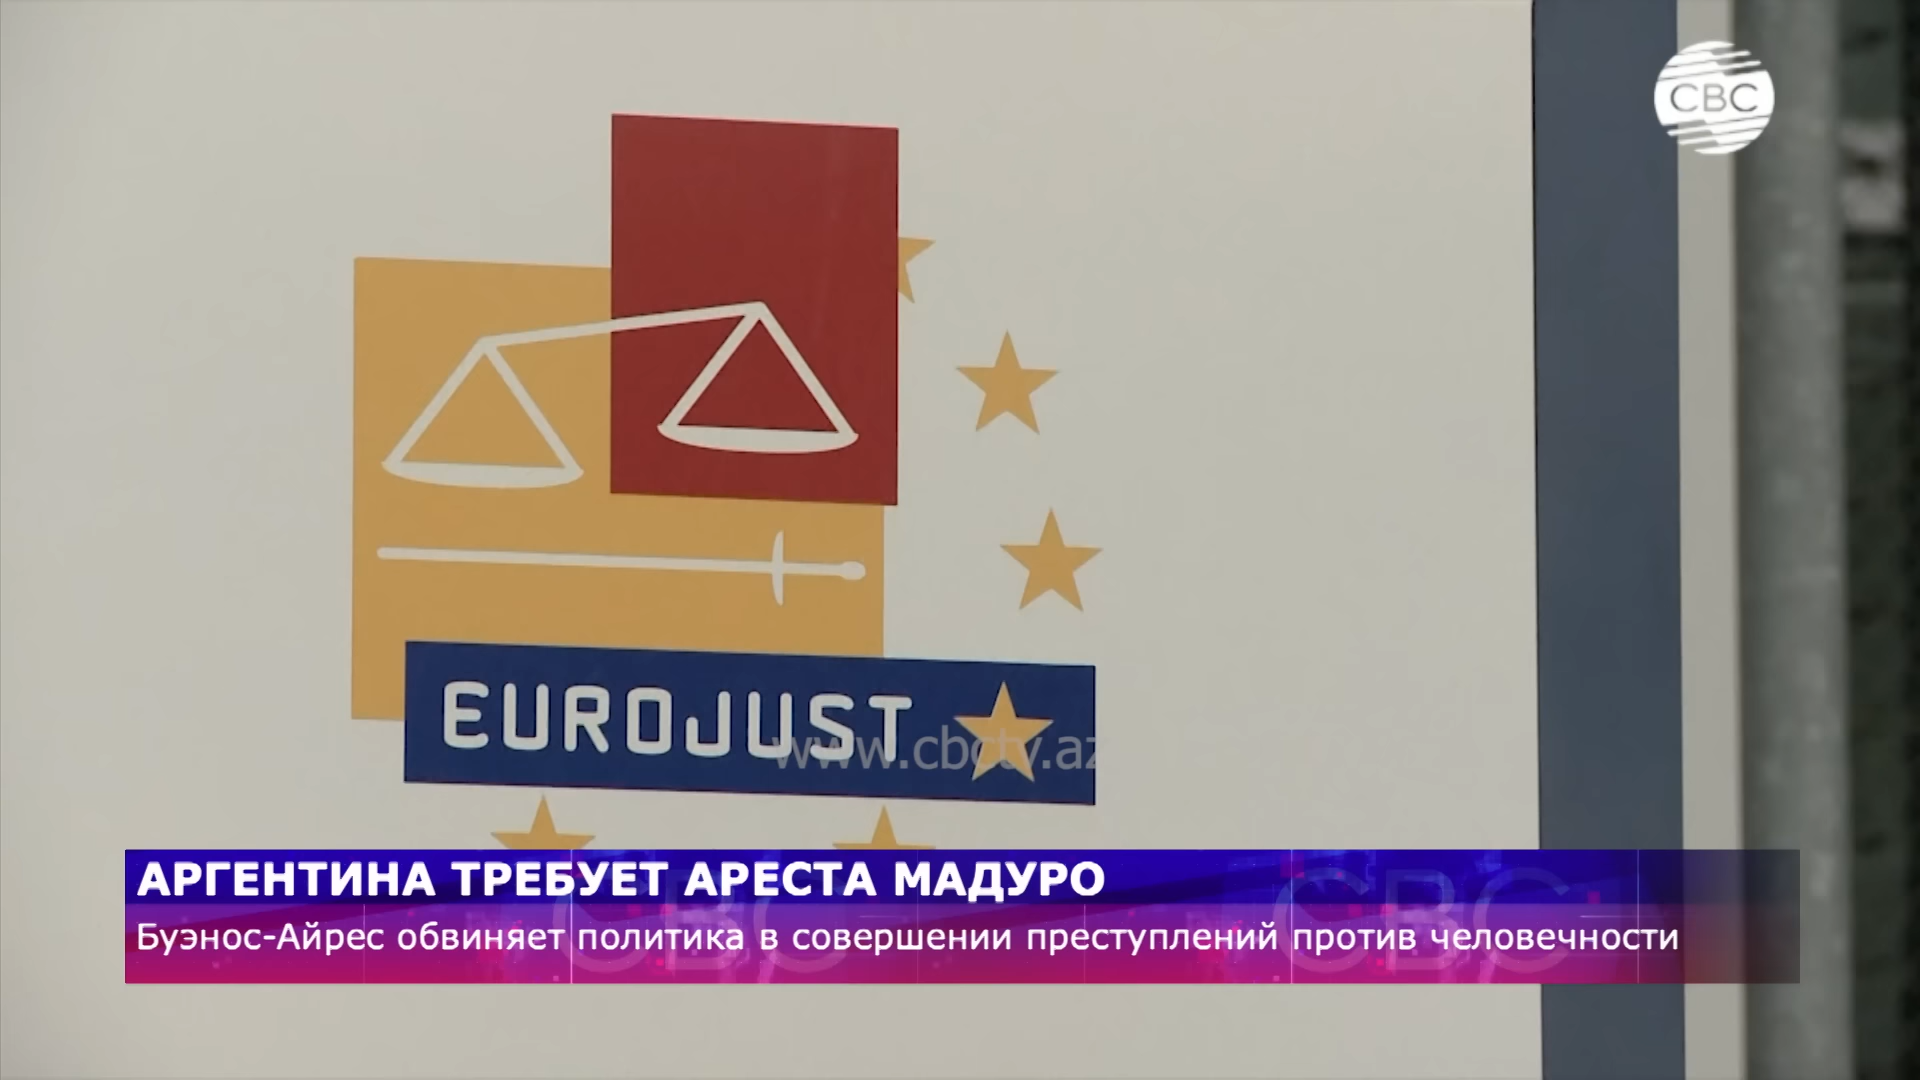 CBC
EUROJUST
www.cbctv.az
АРГЕНТИНА ТРЕБУЕТ АРЕСТА МАДУРО
Буэнос-Айрес обвиняет политика в совершении преступлений против человечности